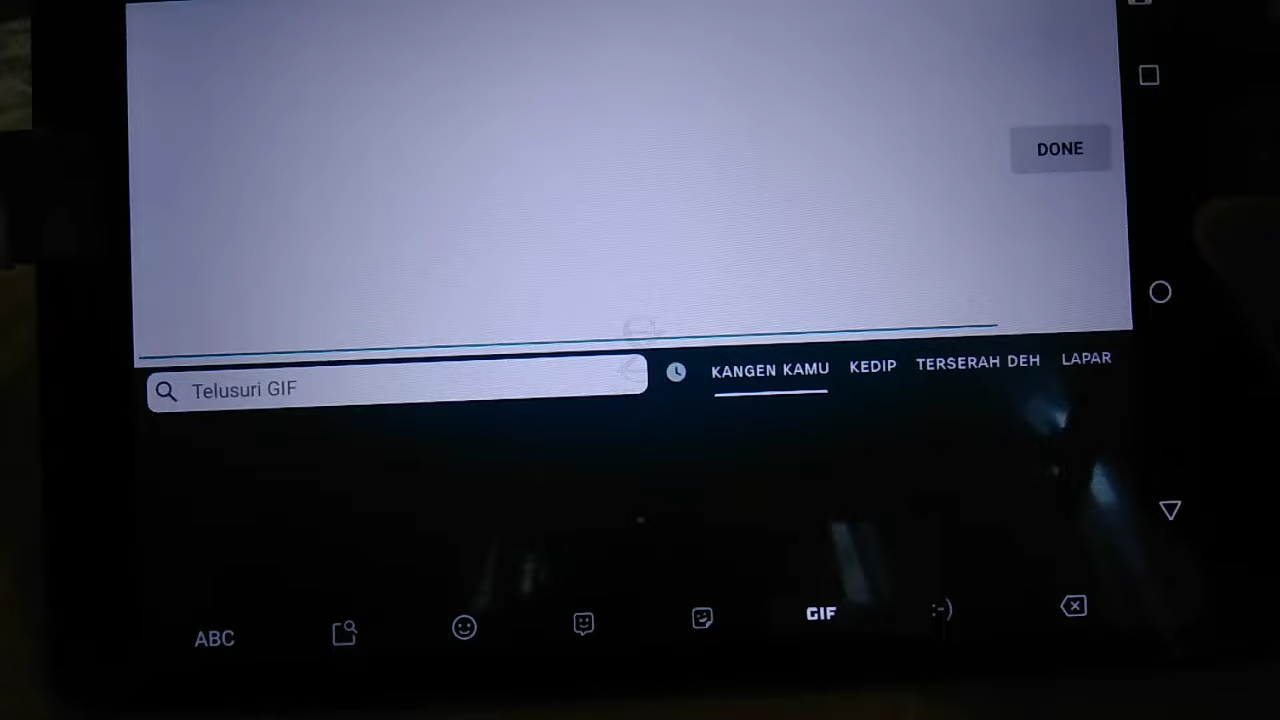 DONE
Telusuri GIF
KANGEN KAMU KEDIP TERSERAH DEH LAPAR
ABC GIF :-)